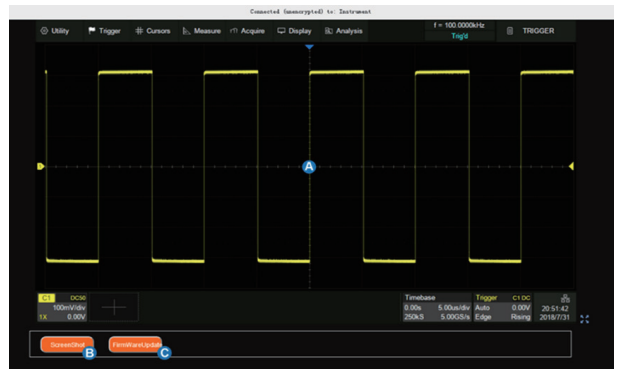 Connected (unencrypted) to: Instrument
Utility Trigger Cursors Measure Acquire Display Analysis f = 100.0000kHz TRIGGER
Trig'd
A
C1 DC50 Timebase Trigger C1 DC
100mV/div 0.00s 5.00us/div Auto 0.00V 20:51:42
1X 0.00V 250kS 5.00GS/s Edge Rising 2018/7/31
ScreenShot FirmWareUpdate
B C